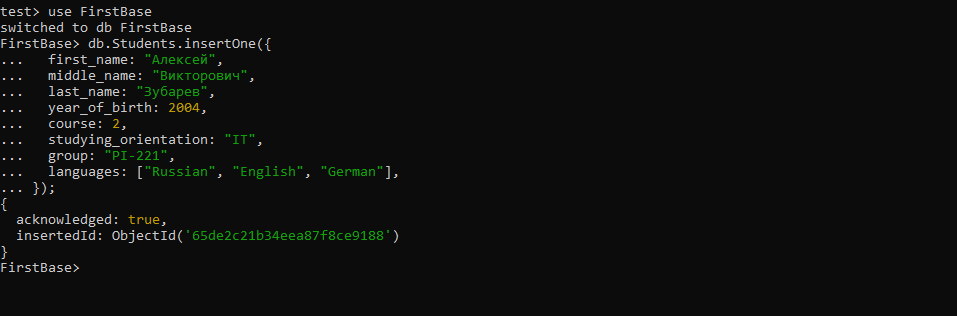 test> use FirstBase
switched to db FirstBase
FirstBase> db.Students.insertOne({
...   first_name: "Алексей",
...   middle_name: "Викторович",
...   last_name: "Зубарев",
...   year_of_birth: 2004,
...   course: 2,
...   studying_orientation: "IT",
...   group: "PI-221",
...   languages: ["Russian", "English", "German"],
... });
{
  acknowledged: true,
  insertedId: ObjectId('65de2c21b34eea87f8ce9188')
}
FirstBase>